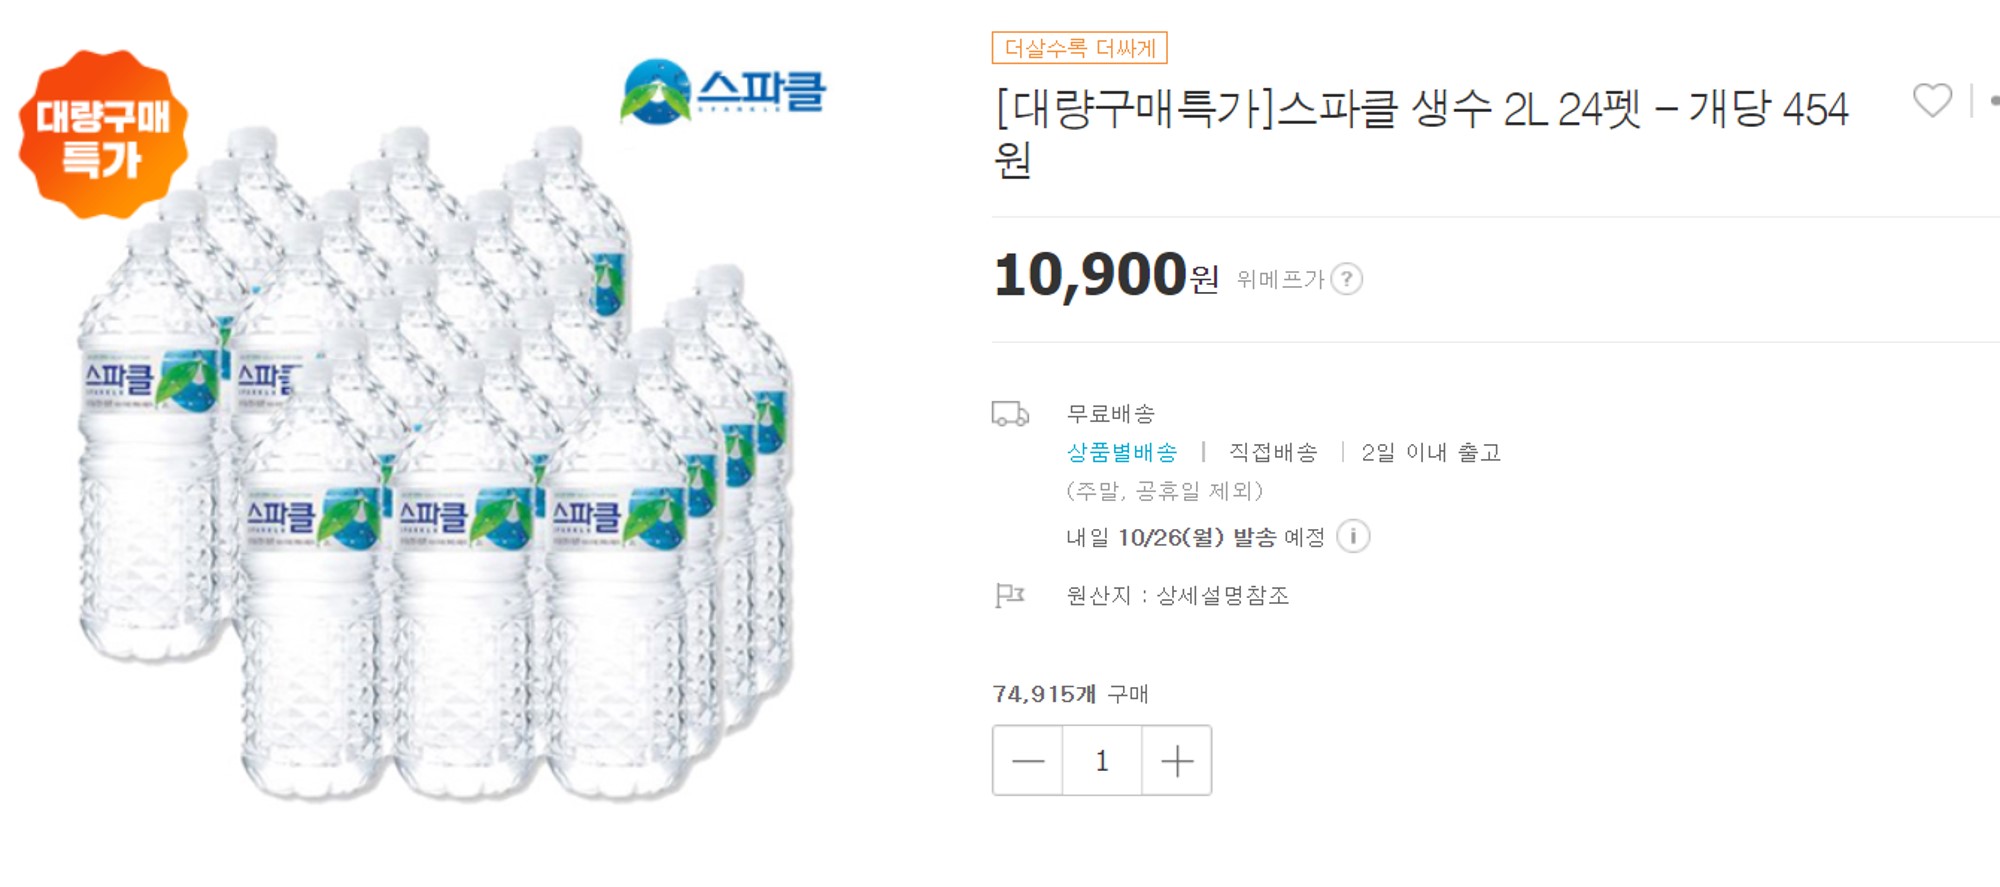 대량구매
특가
스파클
SPARKLE
스파클
스파클
스파클
스파클
스파클
더살수록 더싸게
[대량구매특가]스파클 생수 2L 24펫 – 개당 454
원
10,900원 위메프가 ?
무료배송
상품별배송 | 직접배송 | 2일 이내 출고
(주말, 공휴일 제외)
내일 10/26(월) 발송 예정 i
원산지 : 상세설명참조
74,915개 구매
1